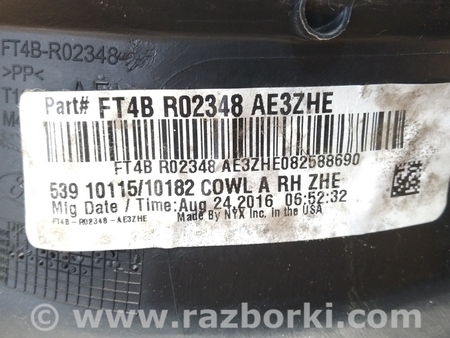 FT4B-R02348-
>PP<
Part# FT4B R02348 AE3ZHE
FT4B R02348 AE3ZHE082588690
539 10115/10182 COWL A RH ZHE
Mfg Date / Time:Aug 24,2016 06:52:32
FT4B-R02348-AE3ZHE Made By NYX Inc. In the USA
www.razborki.com